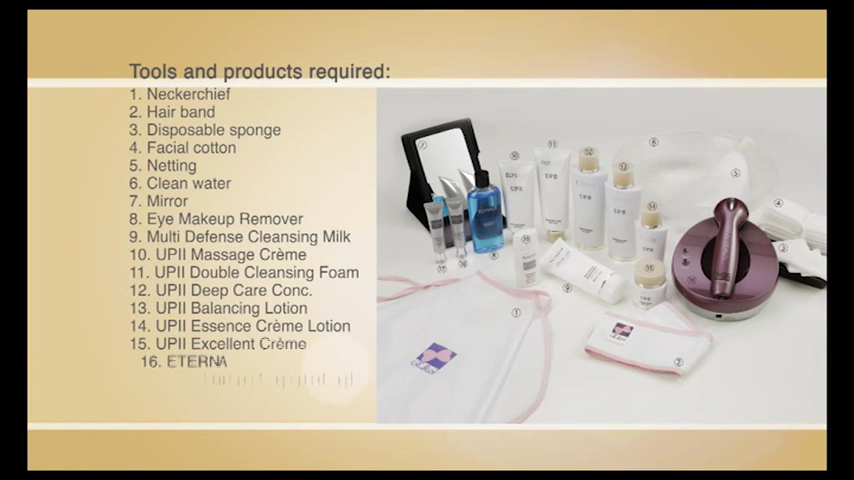 Tools and products required:
1. Neckerchief
2. Hair band
3. Disposable sponge
4. Facial cotton
5. Netting
6. Clean water
7. Mirror
8. Eye Makeup Remover
9. Multi Defense Cleansing Milk
10. UPII Massage Crème
11. UPII Double Cleansing Foam
12. UPII Deep Care Conc.
13. UPII Balancing Lotion
14. UPII Essence Crème Lotion
15. UPII Excellent Crème
16. ETERNA